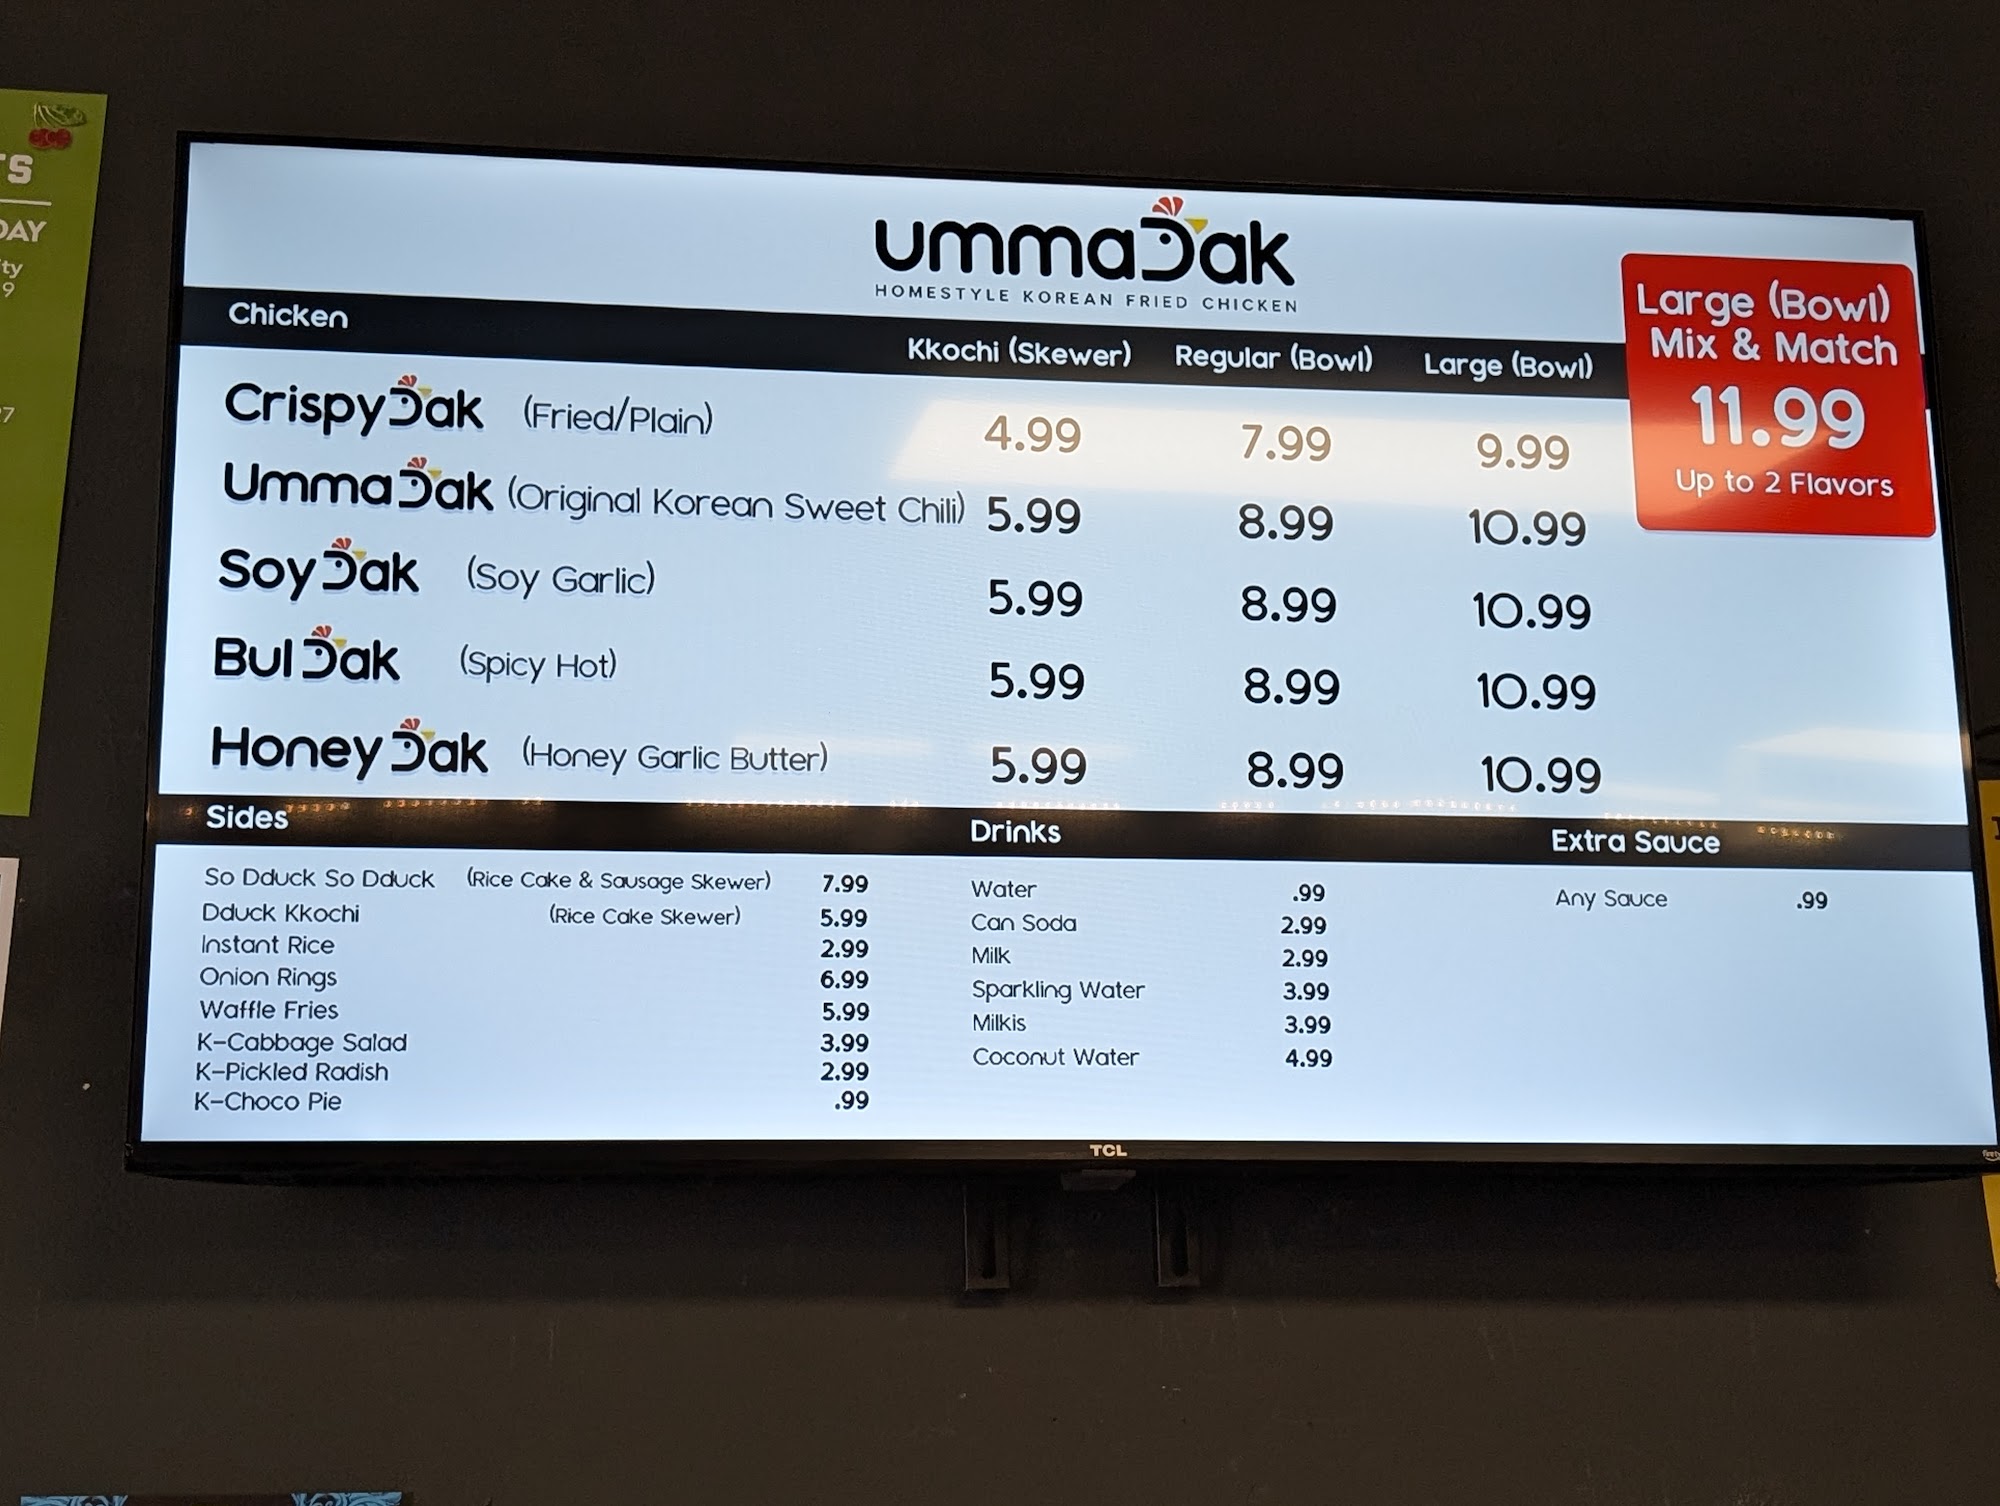 TS
DAY
ty
9
27
ummaDak
HOMESTYLE KOREAN FRIED CHICKEN
Large (Bowl)
Mix & Match
11.99
Up to 2 Flavors
Chicken Kkochi (Skewer) Regular (Bowl) Large (Bowl)
CrispyDak (Fried/Plain) 4.99 7.99 9.99
UmmaDak (Original Korean Sweet Chili) 5.99 8.99 10.99
SoyDak (Soy Garlic) 5.99 8.99 10.99
BulDak (Spicy Hot) 5.99 8.99 10.99
HoneyDak (Honey Garlic Butter) 5.99 8.99 10.99
Sides
So Dduck So Dduck (Rice Cake & Sausage Skewer) 7.99
Dduck Kkochi (Rice Cake Skewer) 5.99
Instant Rice 2.99
Onion Rings 6.99
Waffle Fries 5.99
K-Cabbage Salad 3.99
K-Pickled Radish 2.99
K-Choco Pie .99
Drinks
Water .99
Can Soda 2.99
Milk 2.99
Sparkling Water 3.99
Milkis 3.99
Coconut Water 4.99
Extra Sauce
Any Sauce .99
TCL